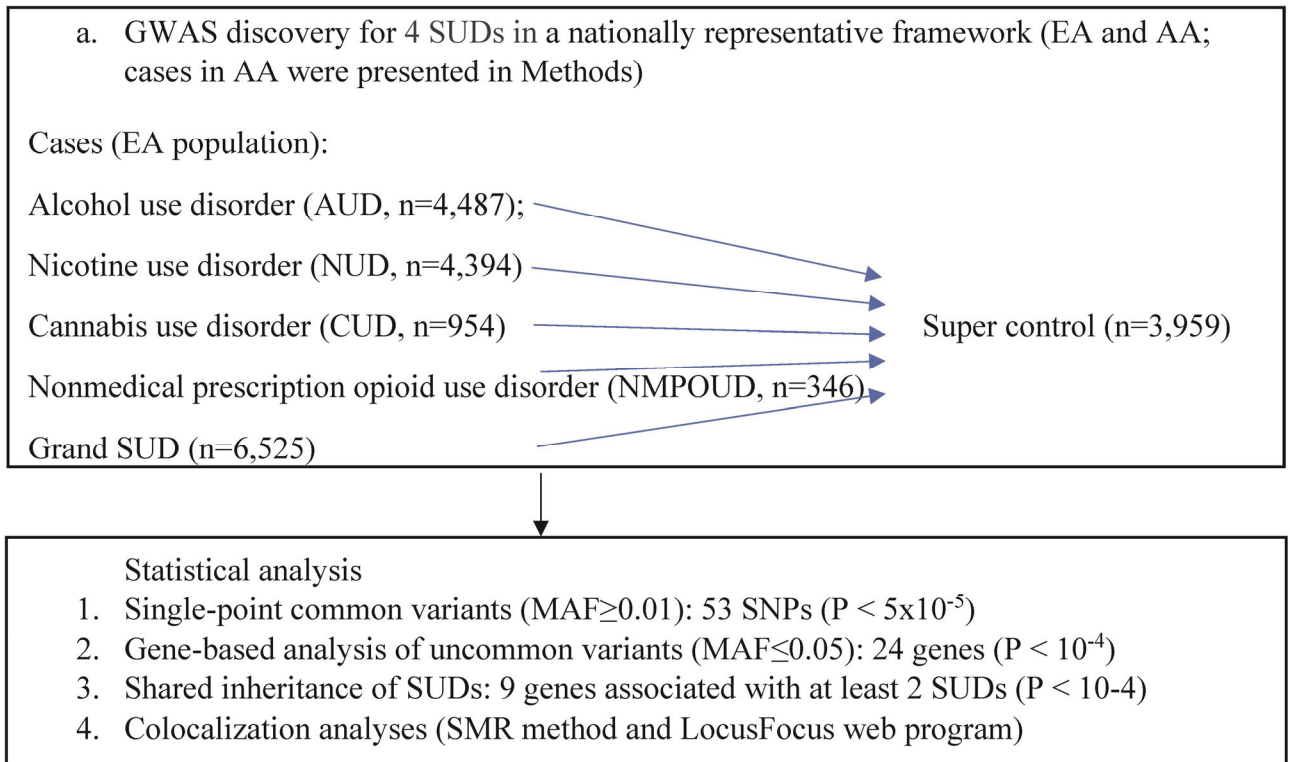 a. GWAS discovery for 4 SUDs in a nationally representative framework (EA and AA;
cases in AA were presented in Methods)
Cases (EA population):
Alcohol use disorder (AUD, n=4,487);
Nicotine use disorder (NUD, n=4,394)
Cannabis use disorder (CUD, n=954)
Super control (n=3,959)
Nonmedical prescription opioid use disorder (NMPOUD, n=346)
Grand SUD (n=6,525)
Statistical analysis
1. Single-point common variants (MAF≥0.01): 53 SNPs (P < 5x10⁻⁵)
2. Gene-based analysis of uncommon variants (MAF≤0.05): 24 genes (P < 10⁻⁴)
3. Shared inheritance of SUDs: 9 genes associated with at least 2 SUDs (P < 10-4)
4. Colocalization analyses (SMR method and LocusFocus web program)